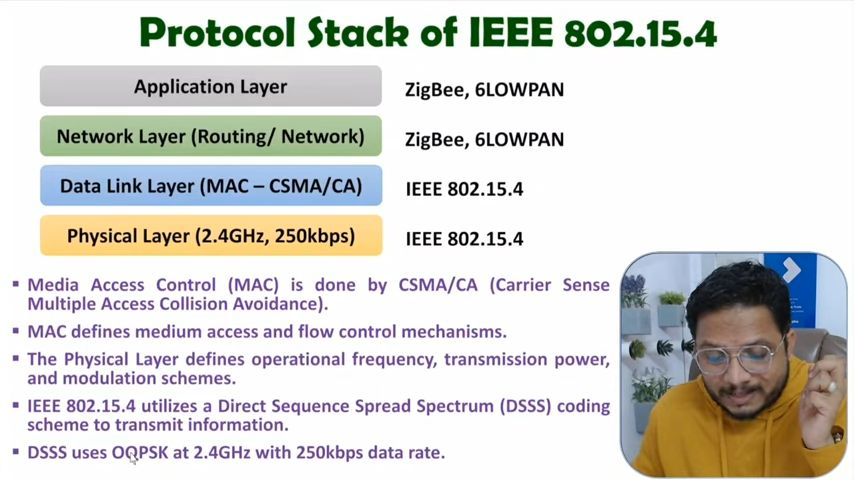 Protocol Stack of IEEE 802.15.4
Application Layer
ZigBee, 6LOWPAN
Network Layer (Routing/ Network)
ZigBee, 6LOWPAN
Data Link Layer (MAC – CSMA/CA)
IEEE 802.15.4
Physical Layer (2.4GHz, 250kbps)
IEEE 802.15.4
▪ Media Access Control (MAC) is done by CSMA/CA (Carrier Sense
Multiple Access Collision Avoidance).
▪ MAC defines medium access and flow control mechanisms.
▪ The Physical Layer defines operational frequency, transmission power,
and modulation schemes.
▪ IEEE 802.15.4 utilizes a Direct Sequence Spread Spectrum (DSSS) coding
scheme to transmit information.
▪ DSSS uses OQPSK at 2.4GHz with 250kbps data rate.